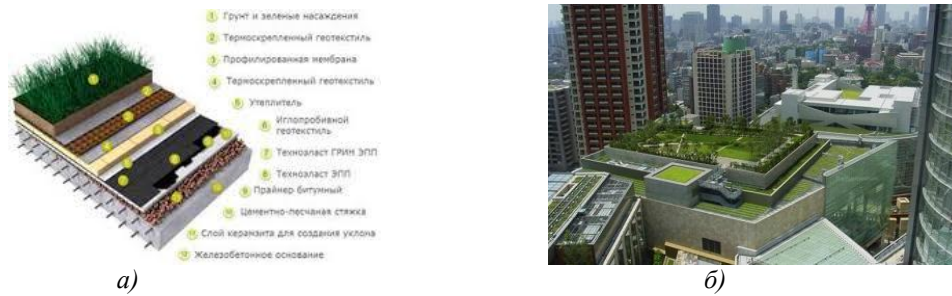 1 Грунт и зеленые насаждения
2 Термоскрепленный геотекстиль
3 Профилированная мембрана
4 Термоскрепленный геотекстиль
5 Утеплитель
6 Иглопробивной
геотекстиль
7 Техноэласт ГРИН ЭПП
8 Техноэласт ЭПП
9 Праймер битумный
10 Цементно-песчаная стяжка
11 Слой керамзита для создания уклона
12 Железобетонное основание
а)
б)